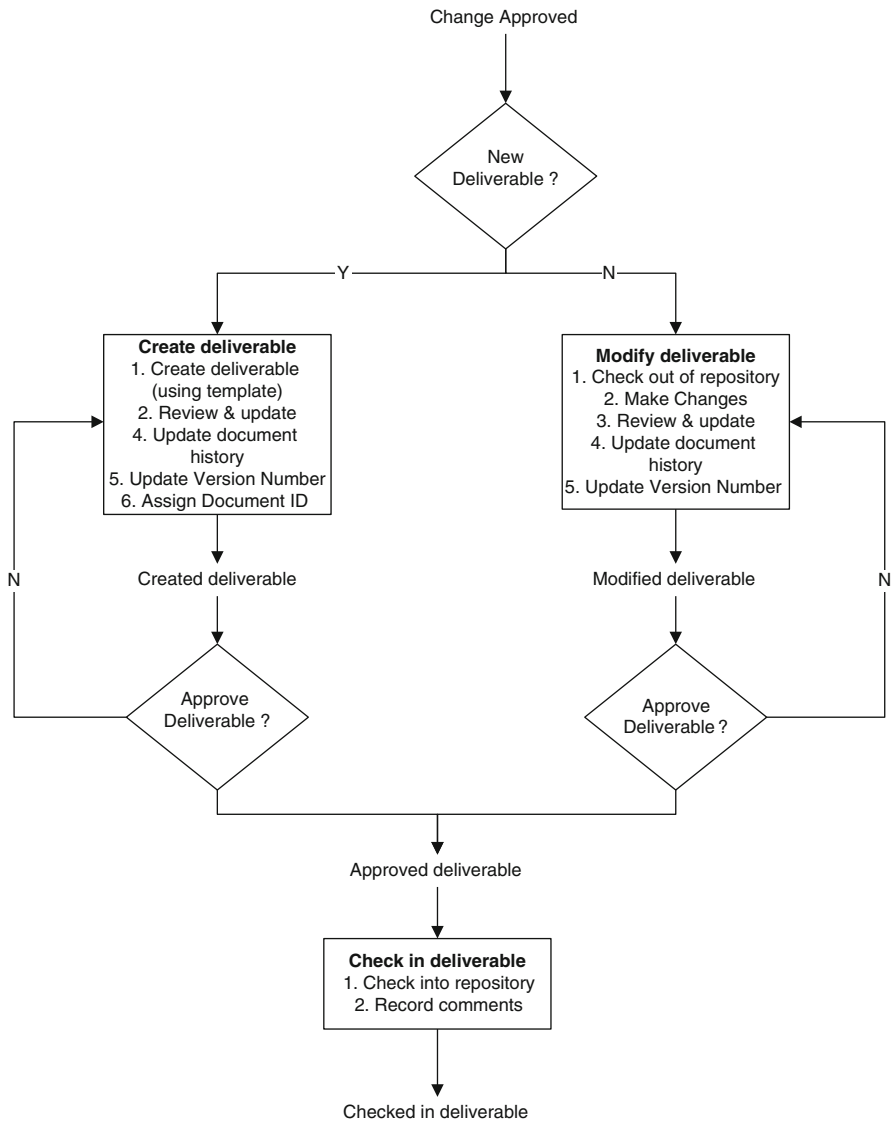 Change Approved
New
Deliverable ?
Y
N
Create deliverable
1. Create deliverable
(using template)
2. Review & update
4. Update document
history
5. Update Version Number
6. Assign Document ID
Modify deliverable
1. Check out of repository
2. Make Changes
3. Review & update
4. Update document
history
5. Update Version Number
N
Created deliverable
Modified deliverable
N
Approve
Deliverable ?
Approve
Deliverable ?
Approved deliverable
Check in deliverable
1. Check into repository
2. Record comments
Checked in deliverable